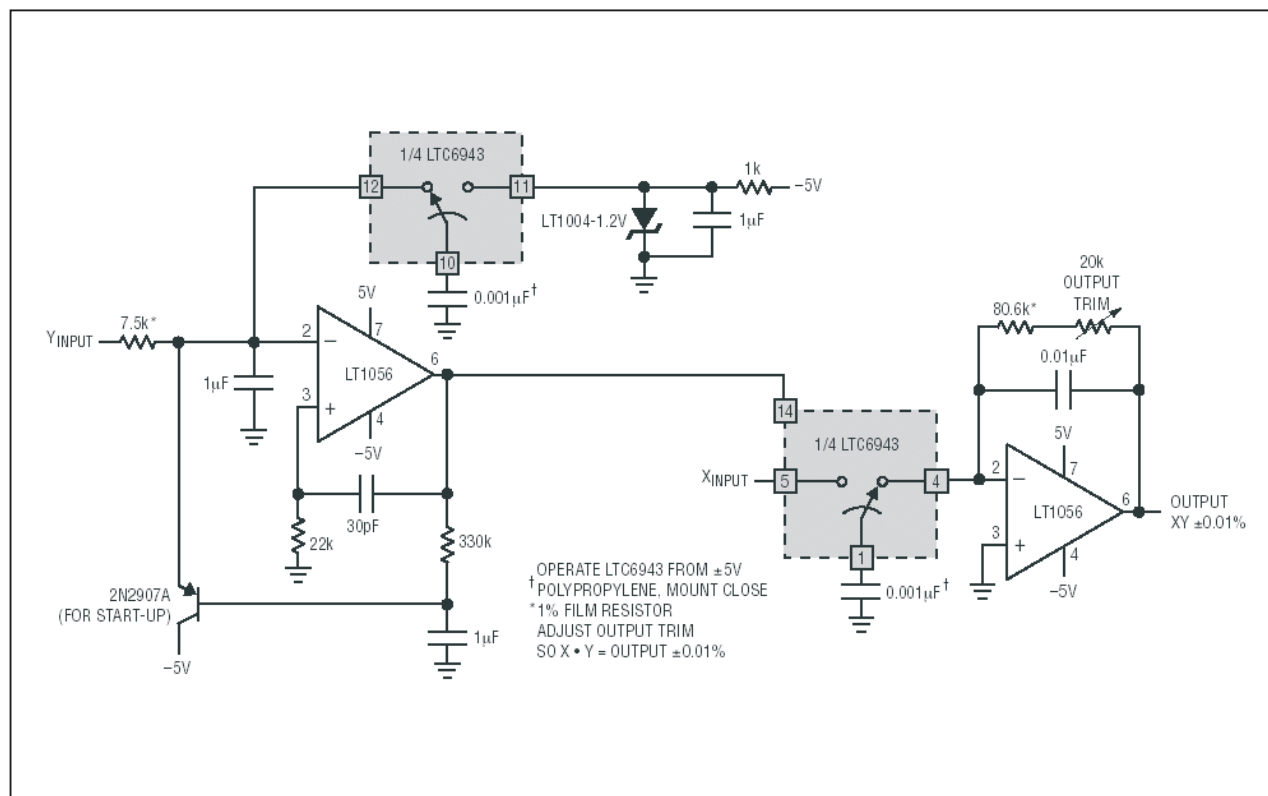 1/4 LTC6943
12
11
10
1k
–5V
LT1004-1.2V
1µF
0.001µF†
20k
OUTPUT
TRIM
80.6k*
0.01µF
YINPUT
7.5k*
5V
2
7
6
–
LT1056
1µF
3
+
4
–5V
14
1/4 LTC6943
XINPUT
5
4
1
5V
2
7
6
–
LT1056
OUTPUT
XY ±0.01%
3
+
4
–5V
30pF
22k
330k
0.001µF†
2N2907A
(FOR START-UP)
–5V
1µF
OPERATE LTC6943 FROM ±5V
†POLYPROPYLENE, MOUNT CLOSE
*1% FILM RESISTOR
ADJUST OUTPUT TRIM
SO X • Y = OUTPUT ±0.01%